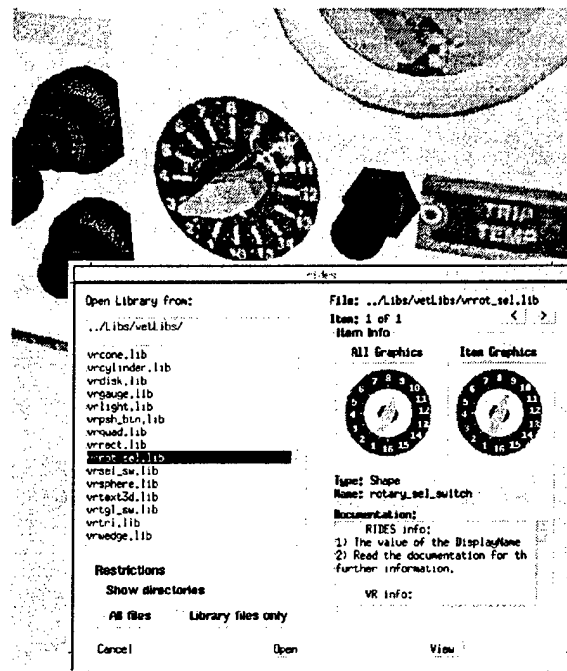 TRIP
TEMP
rides
Open Library from:
../Libs/vetLibs/
vrcone.lib
vrcylinder.lib
vrdisk.lib
vrgauge.lib
vrlight.lib
vrpsh_btn.lib
vrquad.lib
vrrect.lib
vrrot_sel.lib
vrsel_sw.lib
vrsphere.lib
vrtext3d.lib
vrtgl_sw.lib
vrtri.lib
vrwedge.lib
Restrictions
Show directories
All files Library files only
File: ../Libs/vetLibs/vrrot_sel.lib
Item: 1 of 1
< >
Item Info
All Graphics Item Graphics
Type: Shape
Name: rotary_sel_switch
Documentation:
RIDES info:
1) The value of the DisplayName
2) Read the documentation for th
further information.
VR info:
Cancel Open View